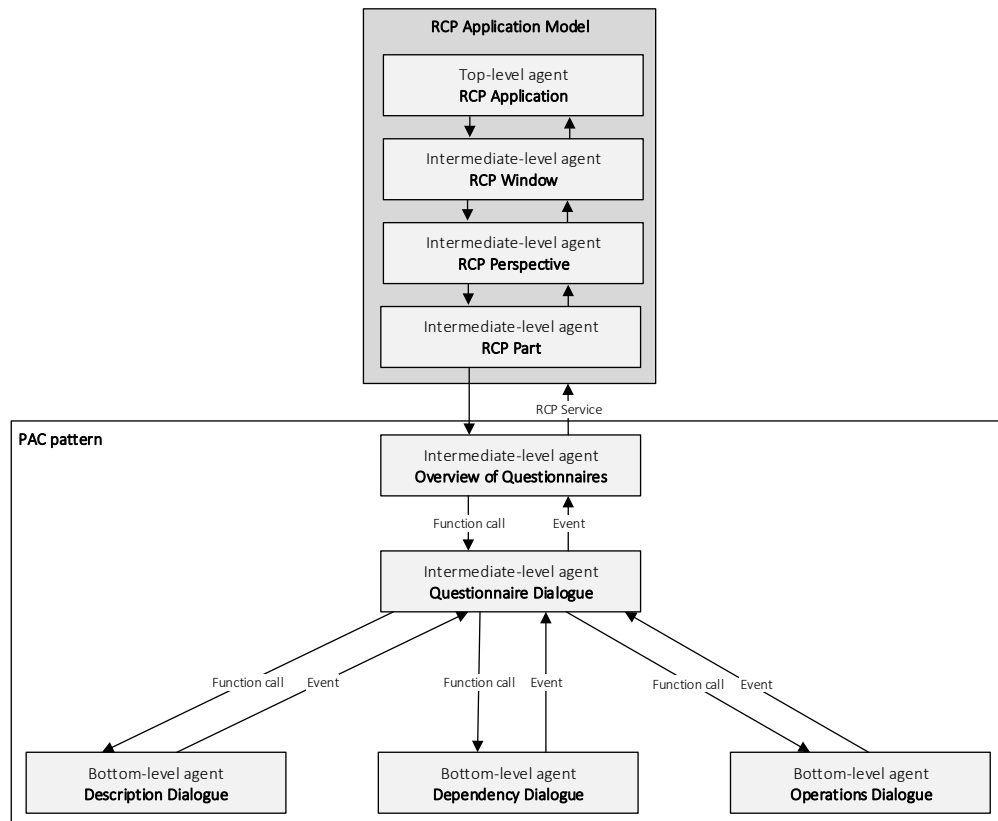 RCP Application Model
Top-level agent
RCP Application
Intermediate-level agent
RCP Window
Intermediate-level agent
RCP Perspective
Intermediate-level agent
RCP Part
RCP Service
PAC pattern
Intermediate-level agent
Overview of Questionnaires
Function call
Event
Intermediate-level agent
Questionnaire Dialogue
Function call
Event
Function call
Event
Function call
Event
Bottom-level agent
Description Dialogue
Bottom-level agent
Dependency Dialogue
Bottom-level agent
Operations Dialogue